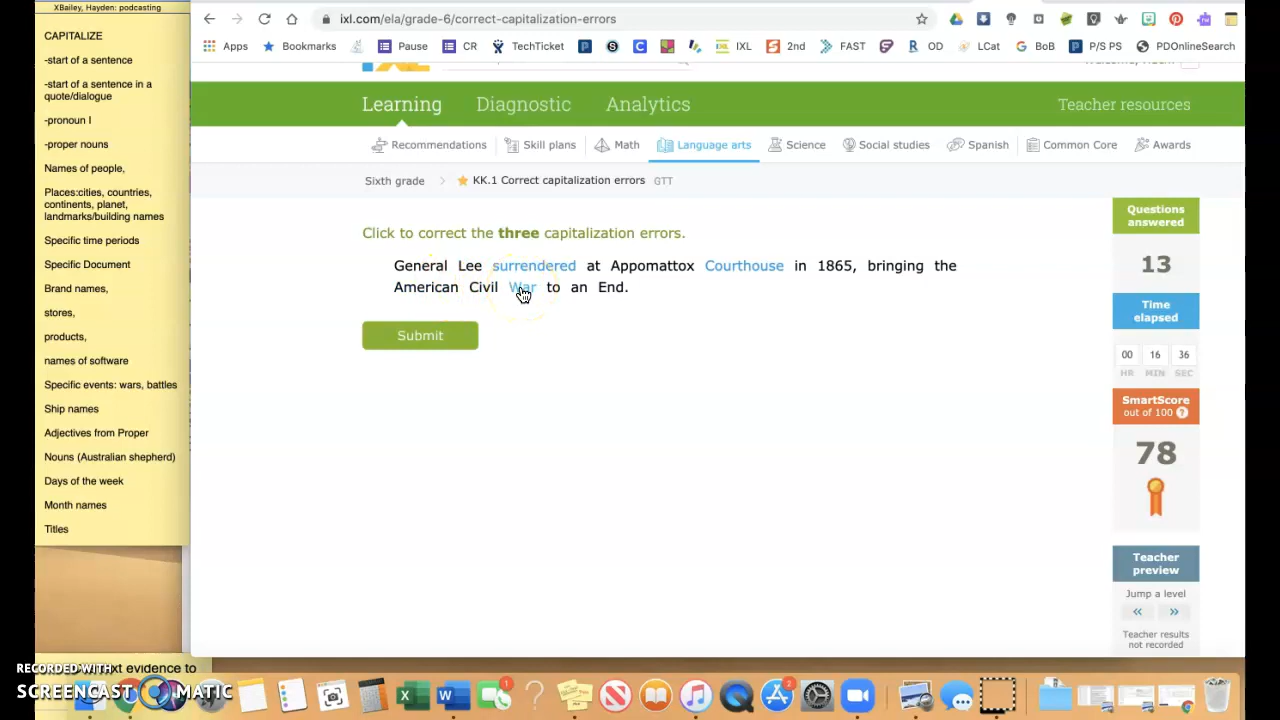 XBailey, Hayden: podcasting
CAPITALIZE
-start of a sentence
-start of a sentence in a
quote/dialogue
-pronoun I
-proper nouns
Names of people,
Places:cities, countries,
continents, planet,
landmarks/building names
Specific time periods
Specific Document
Brand names,
stores,
products,
names of software
Specific events: wars, battles
Ship names
Adjectives from Proper
Nouns (Australian shepherd)
Days of the week
Month names
Titles
ixl.com/ela/grade-6/correct-capitalization-errors
Apps Bookmarks Pause CR TechTicket IXL 2nd FAST OD LCat BoB P/S PS PDOnlineSearch
Learning Diagnostic Analytics Teacher resources
Recommendations Skill plans Math Language arts Science Social studies Spanish Common Core Awards
Sixth grade > KK.1 Correct capitalization errors GTT
Click to correct the three capitalization errors.
General Lee surrendered at Appomattox Courthouse in 1865, bringing the
American Civil War to an End.
Submit
Questions
answered
13
Time
elapsed
00 16 36
HR MIN SEC
SmartScore
out of 100 ?
78
Teacher
preview
Jump a level
« »
Teacher results
not recorded
xt evidence to
RECORDED WITH
SCREENCAST MATIC
1
2